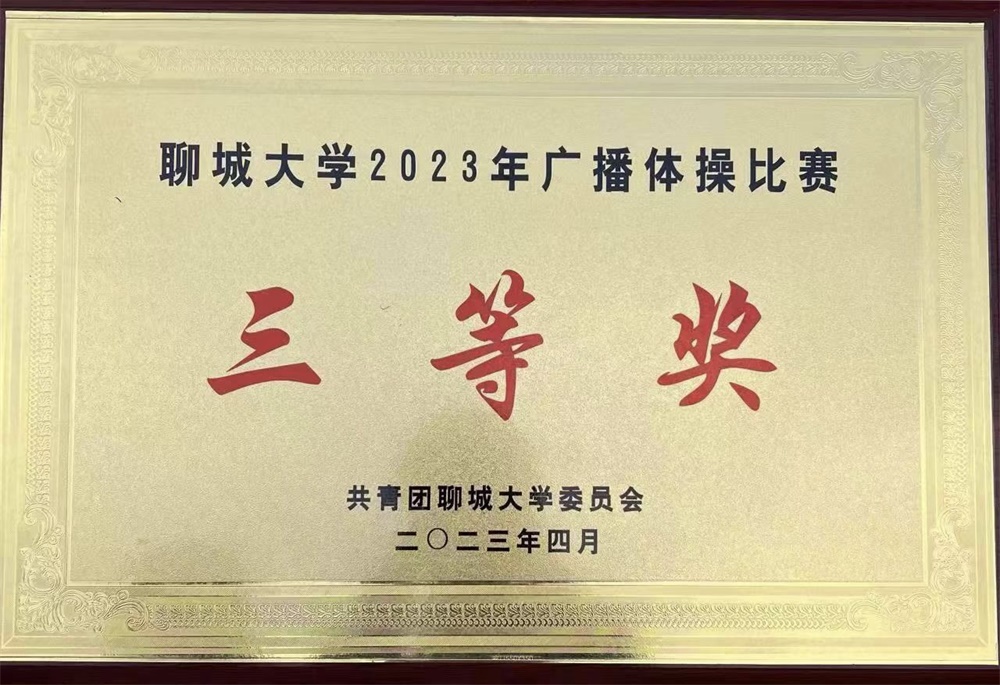 聊城大学2023年广播体操比赛
三等奖
共青团聊城大学委员会
二〇二三年四月